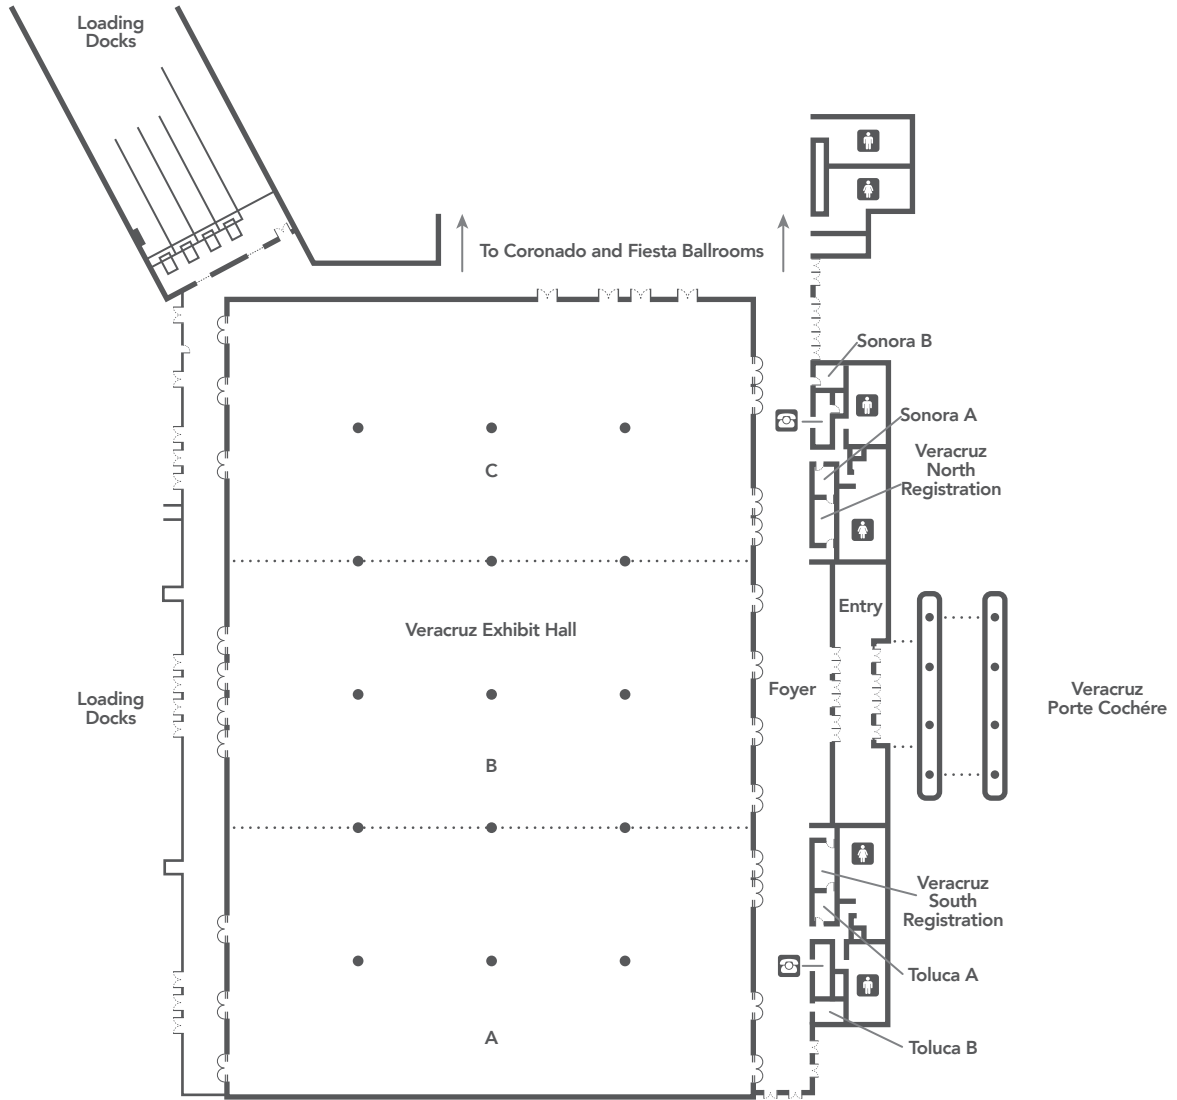 Loading
Docks
To Coronado and Fiesta Ballrooms
Sonora B
Sonora A
Veracruz
North
Registration
C
Veracruz Exhibit Hall
Entry
Foyer
Loading
Docks
Veracruz
Porte Cochére
B
Veracruz
South
Registration
Toluca A
A
Toluca B